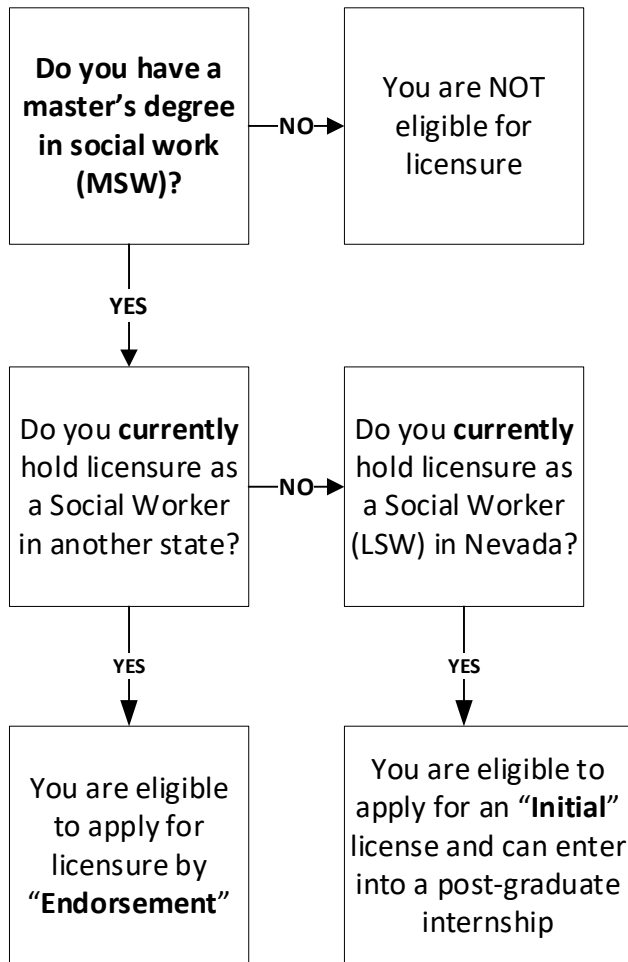 Do you have a
master’s degree
in social work
(MSW)?
NO
You are NOT
eligible for
licensure
YES
Do you currently
hold licensure as
a Social Worker
in another state?
NO
Do you currently
hold licensure as
a Social Worker
(LSW) in Nevada?
YES
YES
You are eligible
to apply for
licensure by
“Endorsement”
You are eligible to
apply for an “Initial”
license and can enter
into a post-graduate
internship